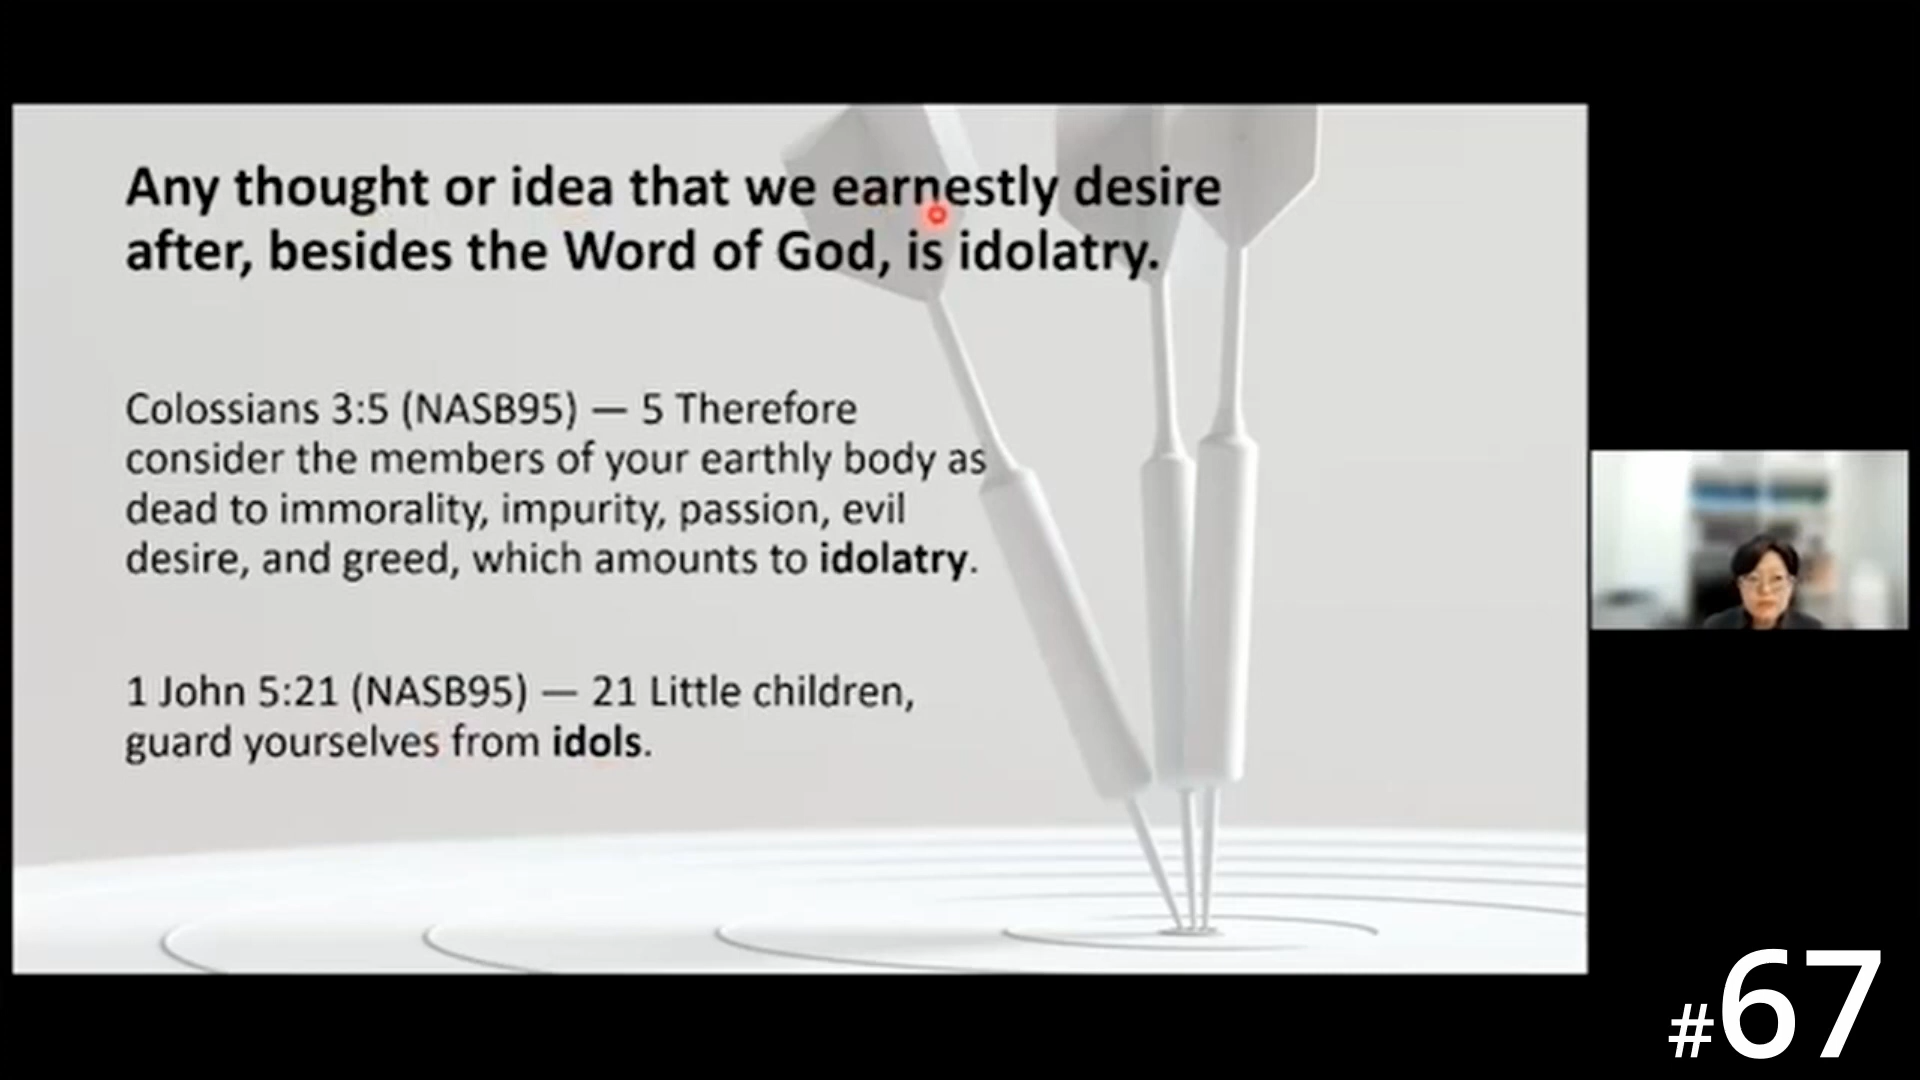 Any thought or idea that we earnestly desire
after, besides the Word of God, is idolatry.
Colossians 3:5 (NASB95) — 5 Therefore
consider the members of your earthly body as
dead to immorality, impurity, passion, evil
desire, and greed, which amounts to idolatry.
1 John 5:21 (NASB95) — 21 Little children,
guard yourselves from idols.
#67